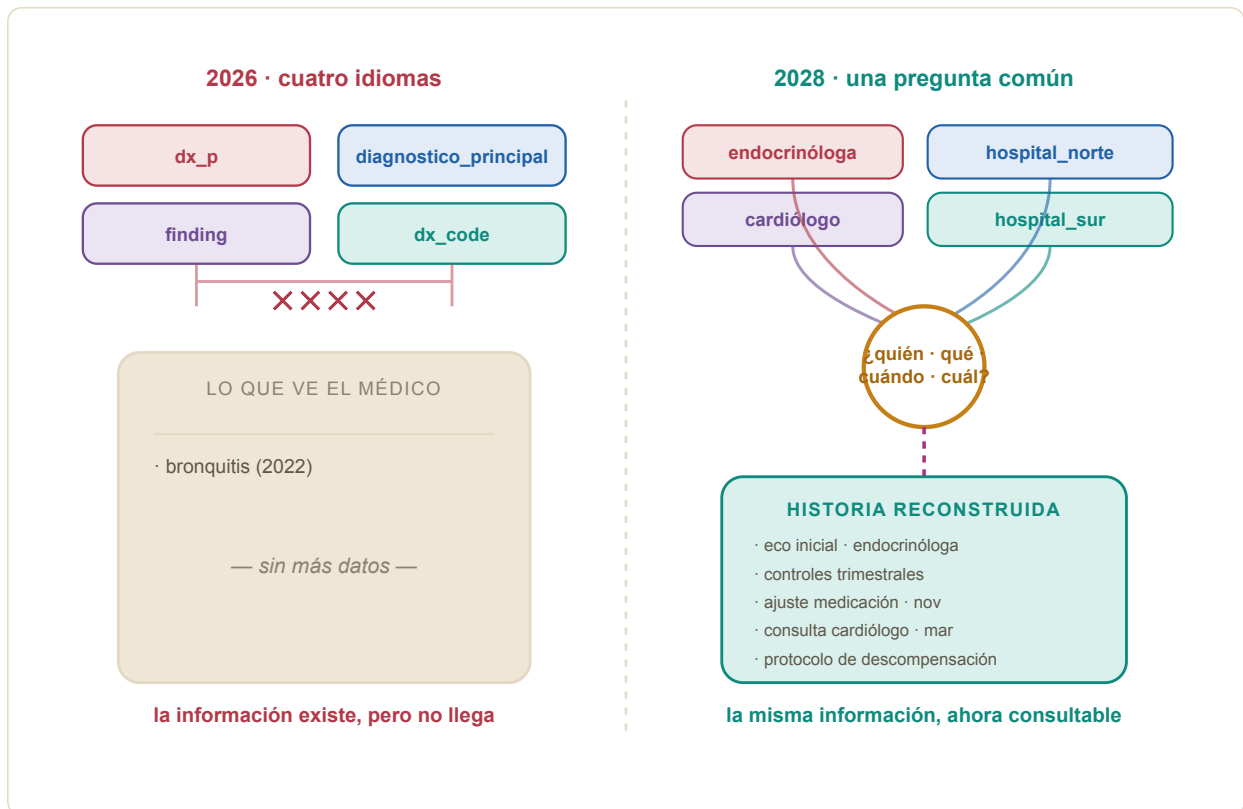 2026 · cuatro idiomas
dx_p
diagnostico_principal
finding
dx_code
LO QUE VE EL MÉDICO
· bronquitis (2022)
— sin más datos —
la información existe, pero no llega
2028 · una pregunta común
endocrinóloga
hospital_norte
cardiólogo
hospital_sur
¿quién · qué ·
cuándo · cuál?
HISTORIA RECONSTRUIDA
· eco inicial · endocrinóloga
· controles trimestrales
· ajuste medicación · nov
· consulta cardiólogo · mar
· protocolo de descompensación
la misma información, ahora consultable